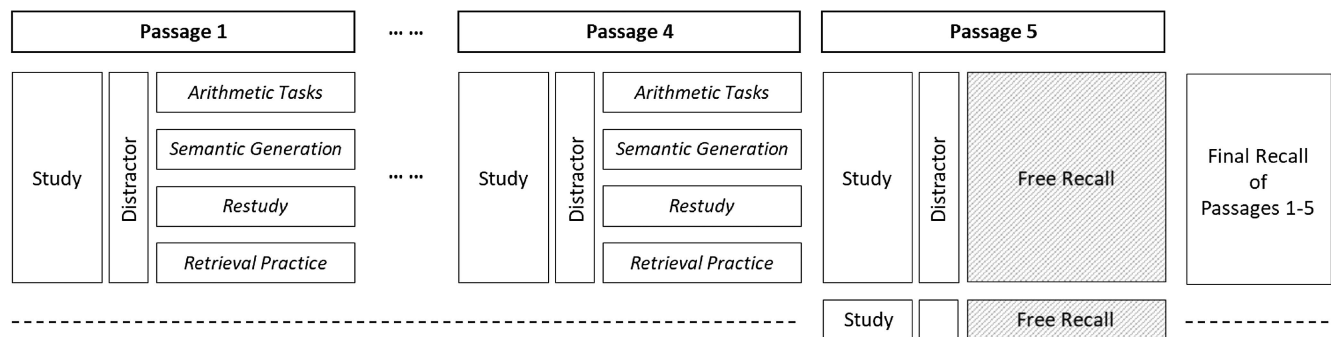 Passage 1
... ...
Passage 4
Passage 5
Study
Distractor
Arithmetic Tasks
Semantic Generation
Restudy
Retrieval Practice
... ...
Study
Distractor
Arithmetic Tasks
Semantic Generation
Restudy
Retrieval Practice
Study
Distractor
Free Recall
Final Recall
of
Passages 1-5
Study
Free Recall